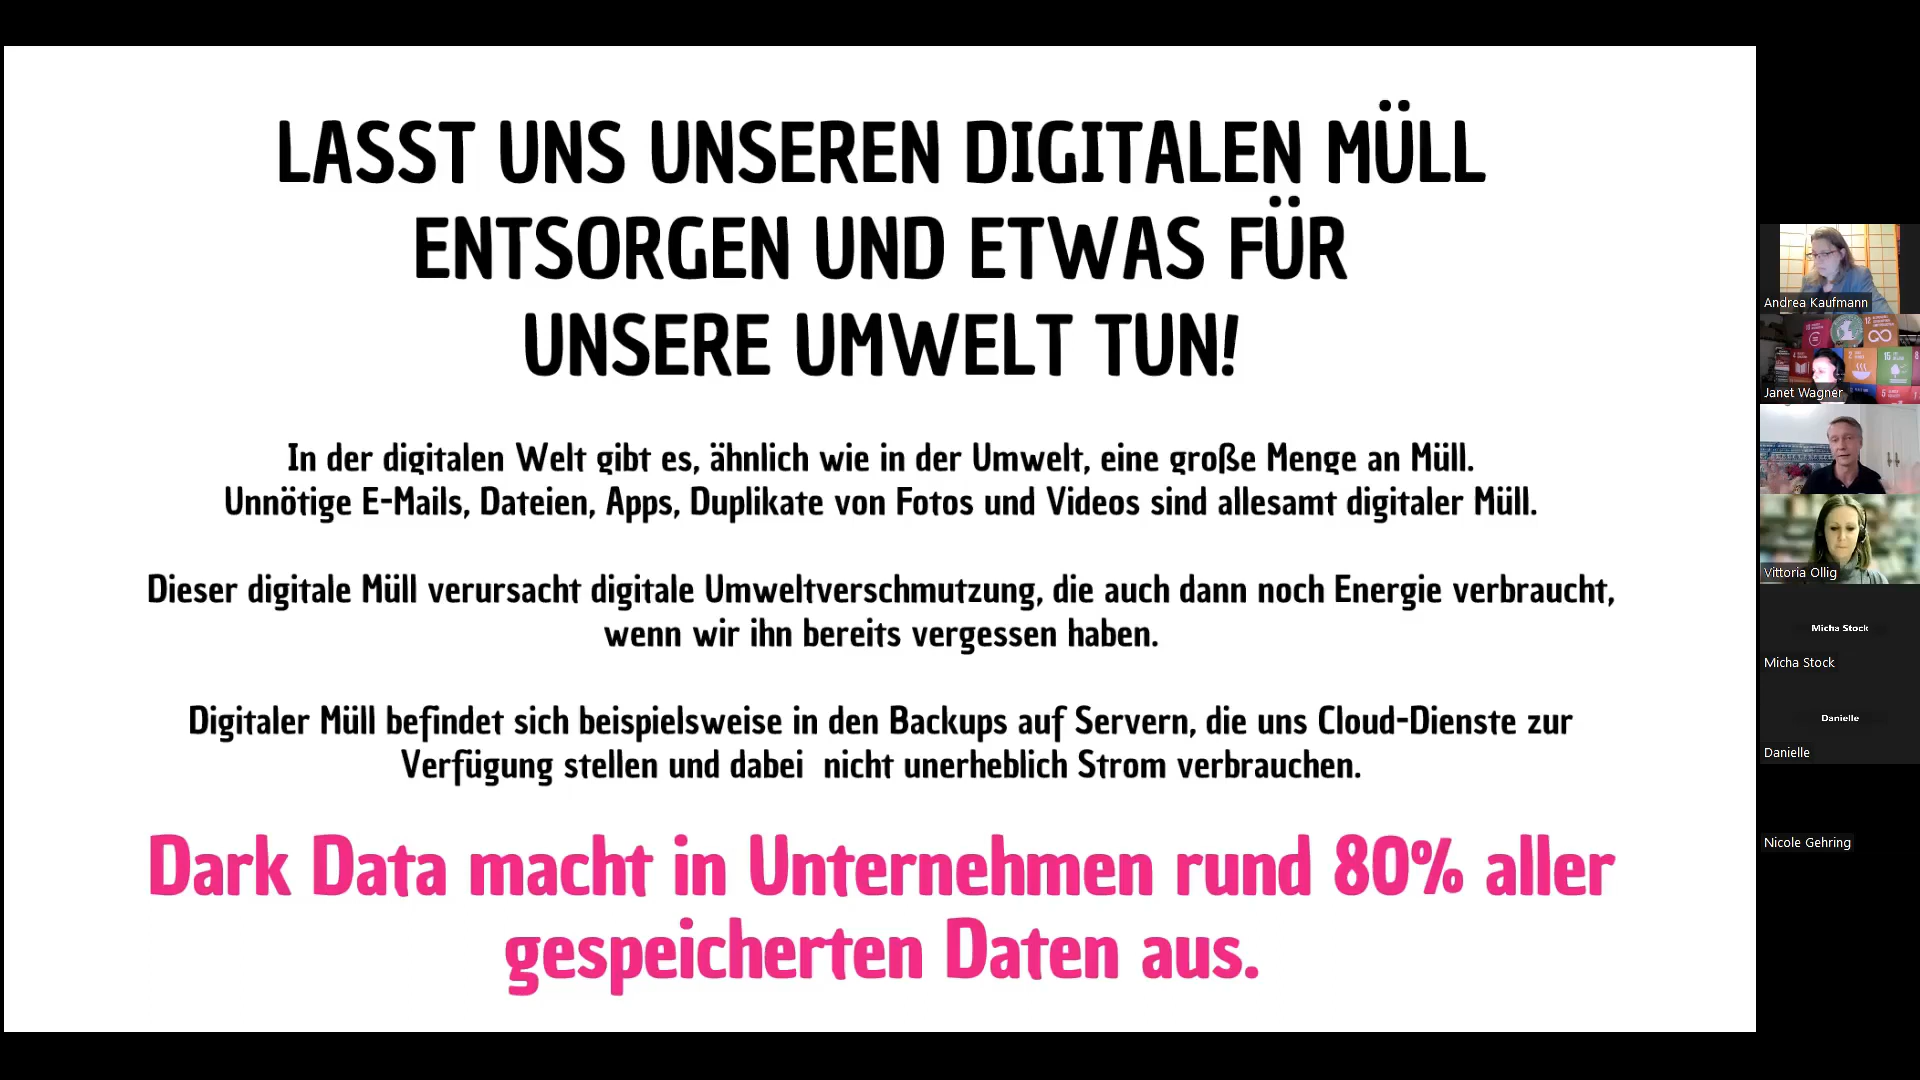 LASST UNS UNSEREN DIGITALEN MÜLL
ENTSORGEN UND ETWAS FÜR
UNSERE UMWELT TUN!
In der digitalen Welt gibt es, ähnlich wie in der Umwelt, eine große Menge an Müll.
Unnötige E-Mails, Dateien, Apps, Duplikate von Fotos und Videos sind allesamt digitaler Müll.
Dieser digitale Müll verursacht digitale Umweltverschmutzung, die auch dann noch Energie verbraucht,
wenn wir ihn bereits vergessen haben.
Digitaler Müll befindet sich beispielsweise in den Backups auf Servern, die uns Cloud-Dienste zur
Verfügung stellen und dabei  nicht unerheblich Strom verbrauchen.
Dark Data macht in Unternehmen rund 80% aller
gespeicherten Daten aus.
Andrea Kaufmann
Janet Wagner
Vittoria Ollig
Micha Stock
Micha Stock
Danielle
Danielle
Nicole Gehring